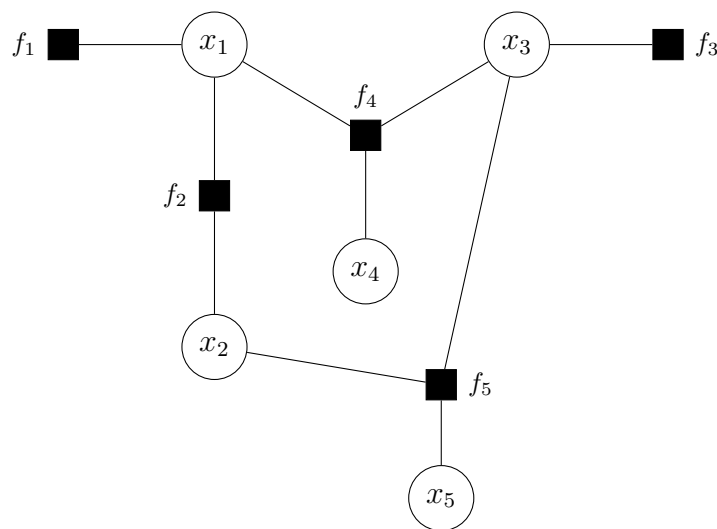 f₁ x₁ x₃ f₃
f₄
f₂
x₄
x₂
f₅
x₅